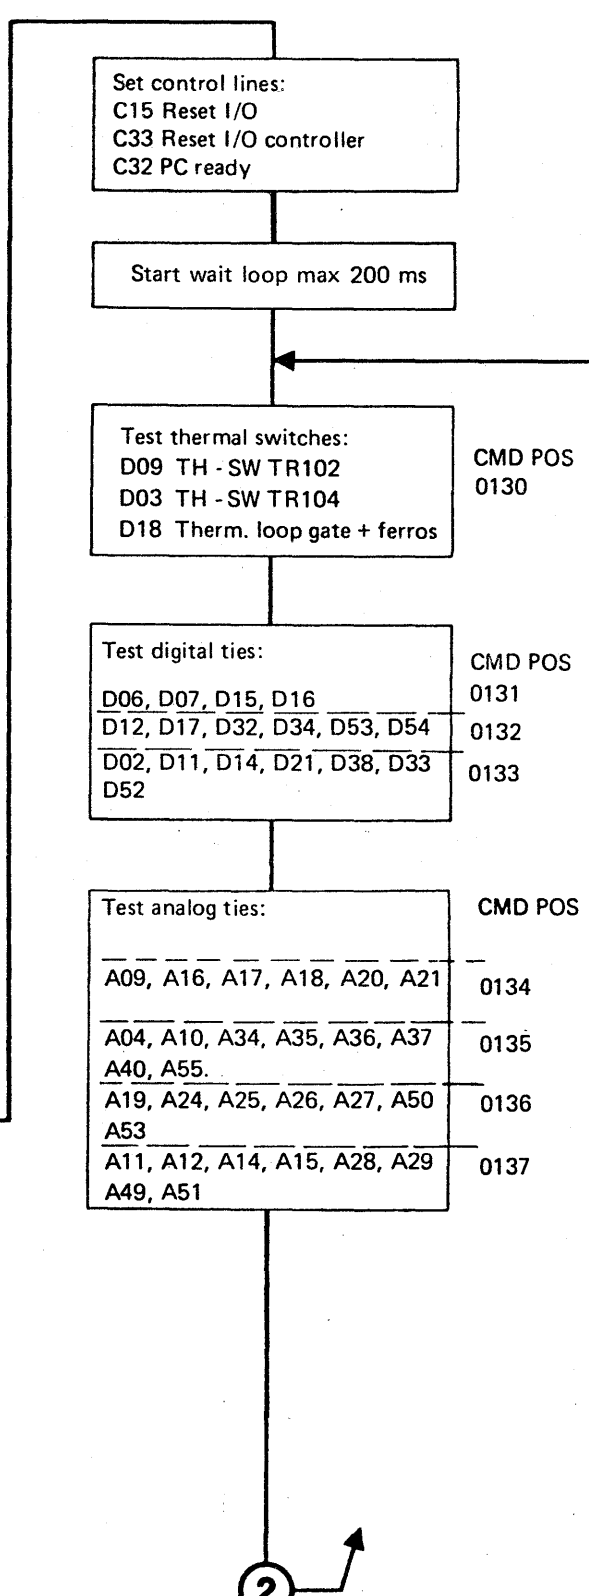 Set control lines:
C15 Reset I/O
C33 Reset I/O controller
C32 PC ready
Start wait loop max 200 ms
Test thermal switches:
D09 TH - SW TR102
D03 TH - SW TR104
D18 Therm. loop gate + ferros
CMD POS
0130
Test digital ties:
D06, D07, D15, D16
D12, D17, D32, D34, D53, D54
D02, D11, D14, D21, D38, D33
D52
CMD POS
0131
0132
0133
Test analog ties:
CMD POS
A09, A16, A17, A18, A20, A21
0134
A04, A10, A34, A35, A36, A37
A40, A55.
0135
A19, A24, A25, A26, A27, A50
A53
0136
A11, A12, A14, A15, A28, A29
A49, A51
0137
2